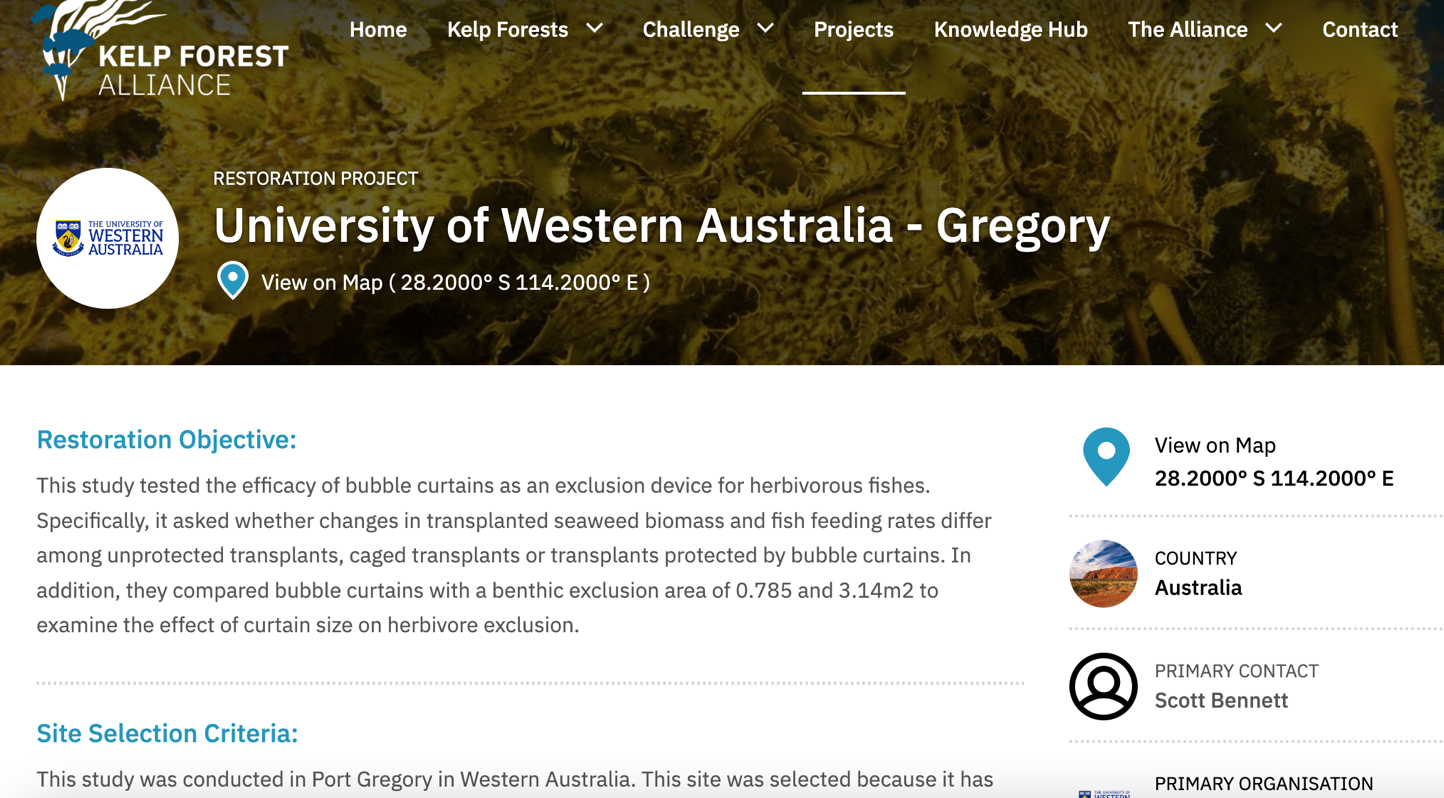 Home Kelp Forests Challenge Projects Knowledge Hub The Alliance Contact
KELP FOREST
ALLIANCE
RESTORATION PROJECT
THE UNIVERSITY OF
WESTERN
AUSTRALIA
University of Western Australia - Gregory
View on Map ( 28.2000° S 114.2000° E )
Restoration Objective:
This study tested the efficacy of bubble curtains as an exclusion device for herbivorous fishes.
Specifically, it asked whether changes in transplanted seaweed biomass and fish feeding rates differ
among unprotected transplants, caged transplants or transplants protected by bubble curtains. In
addition, they compared bubble curtains with a benthic exclusion area of 0.785 and 3.14m2 to
examine the effect of curtain size on herbivore exclusion.
Site Selection Criteria:
This study was conducted in Port Gregory in Western Australia. This site was selected because it has
View on Map
28.2000° S 114.2000° E
COUNTRY
Australia
PRIMARY CONTACT
Scott Bennett
PRIMARY ORGANISATION
THE UNIVERSITY OF
WESTERN